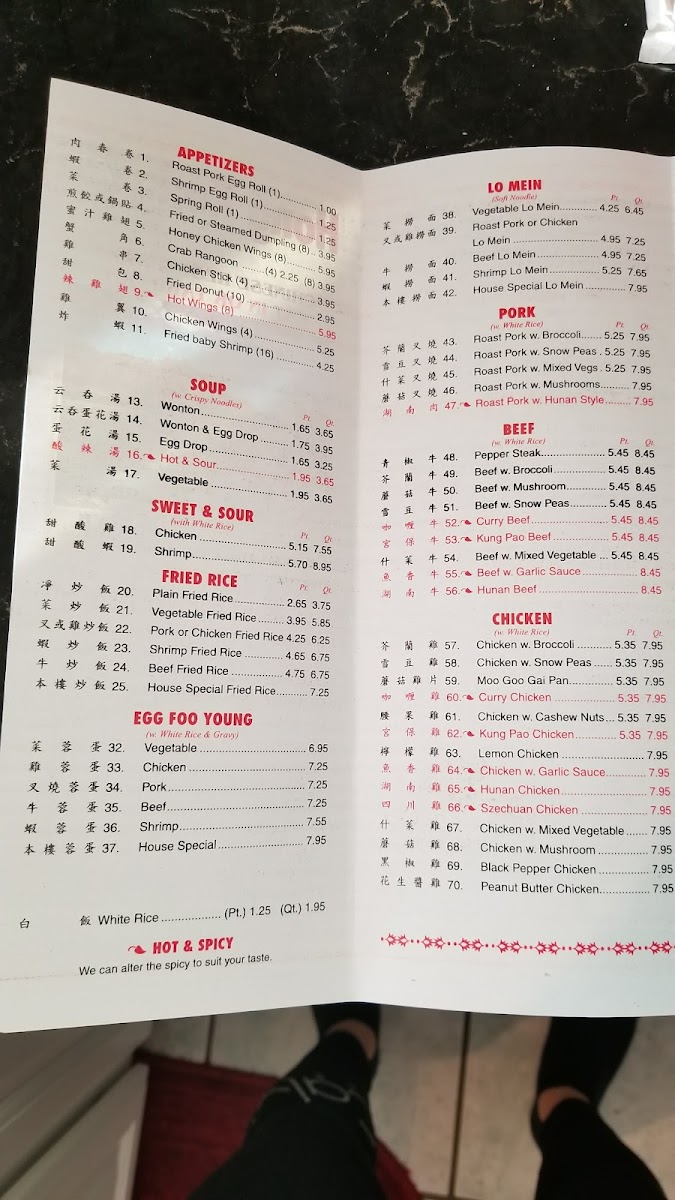 APPETIZERS
肉春卷 1. Roast Pork Egg Roll (1) 1.00
蝦卷 2. Shrimp Egg Roll (1) 1.25
菜卷 3. Spring Roll (1) 1.25
煎餃或鍋貼 4. Fried or Steamed Dumpling (8) .. 3.95
蜜汁雞翅 5. Honey Chicken Wings (8) 5.95
蟹角 6. Crab Rangoon (4) 2.25 (8) 3.95
雞串 7. Chicken Stick (4) 3.95
甜包 8. Fried Donut (10) 2.95
辣雞翅 9. Hot Wings (8) 5.95
雞翼 10. Chicken Wings (4) 5.25
炸蝦 11. Fried baby Shrimp (16) 4.25
SOUP
(w. Crispy Noodles)
Pt. Qt.
云吞湯 13. Wonton 1.65 3.65
云吞蛋花湯 14. Wonton & Egg Drop 1.75 3.95
蛋花湯 15. Egg Drop 1.65 3.25
酸辣湯 16. Hot & Sour 1.95 3.65
菜湯 17. Vegetable 1.95 3.65
SWEET & SOUR
(with White Rice)
Pt. Qt.
甜酸雞 18. Chicken 5.15 7.55
甜酸蝦 19. Shrimp 5.70 8.95
FRIED RICE
Pt. Qt.
凈炒飯 20. Plain Fried Rice 2.65 3.75
菜炒飯 21. Vegetable Fried Rice 3.95 5.85
叉或雞炒飯 22. Pork or Chicken Fried Rice 4.25 6.25
蝦炒飯 23. Shrimp Fried Rice 4.65 6.75
牛炒飯 24. Beef Fried Rice 4.75 6.75
本樓炒飯 25. House Special Fried Rice 7.25
EGG FOO YOUNG
(w. White Rice & Gravy)
菜蓉蛋 32. Vegetable 6.95
雞蓉蛋 33. Chicken 7.25
叉燒蓉蛋 34. Pork 7.25
牛蓉蛋 35. Beef 7.25
蝦蓉蛋 36. Shrimp 7.55
本樓蓉蛋 37. House Special 7.95
白飯 White Rice (Pt.) 1.25 (Qt.) 1.95
HOT & SPICY
We can alter the spicy to suit your taste.
LO MEIN
(Soft Noodle)
Pt. Qt.
菜撈面 38. Vegetable Lo Mein 4.25 6.45
叉或雞撈面 39. Roast Pork or Chicken
Lo Mein 4.95 7.25
牛撈面 40. Beef Lo Mein 4.95 7.25
蝦撈面 41. Shrimp Lo Mein 5.25 7.65
本樓撈面 42. House Special Lo Mein 7.95
PORK
(w. White Rice)
Pt. Qt.
芥蘭叉燒 43. Roast Pork w. Broccoli 5.25 7.95
雪豆叉燒 44. Roast Pork w. Snow Peas . 5.25 7.95
什菜叉燒 45. Roast Pork w. Mixed Vegs . 5.25 7.95
蘑菇叉燒 46. Roast Pork w. Mushrooms 7.95
湖南肉 47. Roast Pork w. Hunan Style 7.95
BEEF
(w. White Rice)
Pt. Qt.
青椒牛 48. Pepper Steak 5.45 8.45
芥蘭牛 49. Beef w. Broccoli 5.45 8.45
蘑菇牛 50. Beef w. Mushroom 5.45 8.45
雪豆牛 51. Beef w. Snow Peas 5.45 8.45
咖喱牛 52. Curry Beef 5.45 8.45
宮保牛 53. Kung Pao Beef 5.45 8.45
什菜牛 54. Beef w. Mixed Vegetable ... 5.45 8.45
魚香牛 55. Beef w. Garlic Sauce 8.45
湖南牛 56. Hunan Beef 8.45
CHICKEN
(w. White Rice)
Pt. Qt.
芥蘭雞 57. Chicken w. Broccoli 5.35 7.95
雪豆雞 58. Chicken w. Snow Peas 5.35 7.95
蘑菇雞片 59. Moo Goo Gai Pan 5.35 7.95
咖喱雞 60. Curry Chicken 5.35 7.95
腰果雞 61. Chicken w. Cashew Nuts... 5.35 7.95
宮保雞 62. Kung Pao Chicken 5.35 7.95
檸檬雞 63. Lemon Chicken 7.95
魚香雞 64. Chicken w. Garlic Sauce 7.95
湖南雞 65. Hunan Chicken 7.95
四川雞 66. Szechuan Chicken 7.95
什菜雞 67. Chicken w. Mixed Vegetable 7.95
蘑菇雞 68. Chicken w. Mushroom 7.95
黑椒雞 69. Black Pepper Chicken 7.95
花生醬雞 70. Peanut Butter Chicken 7.95